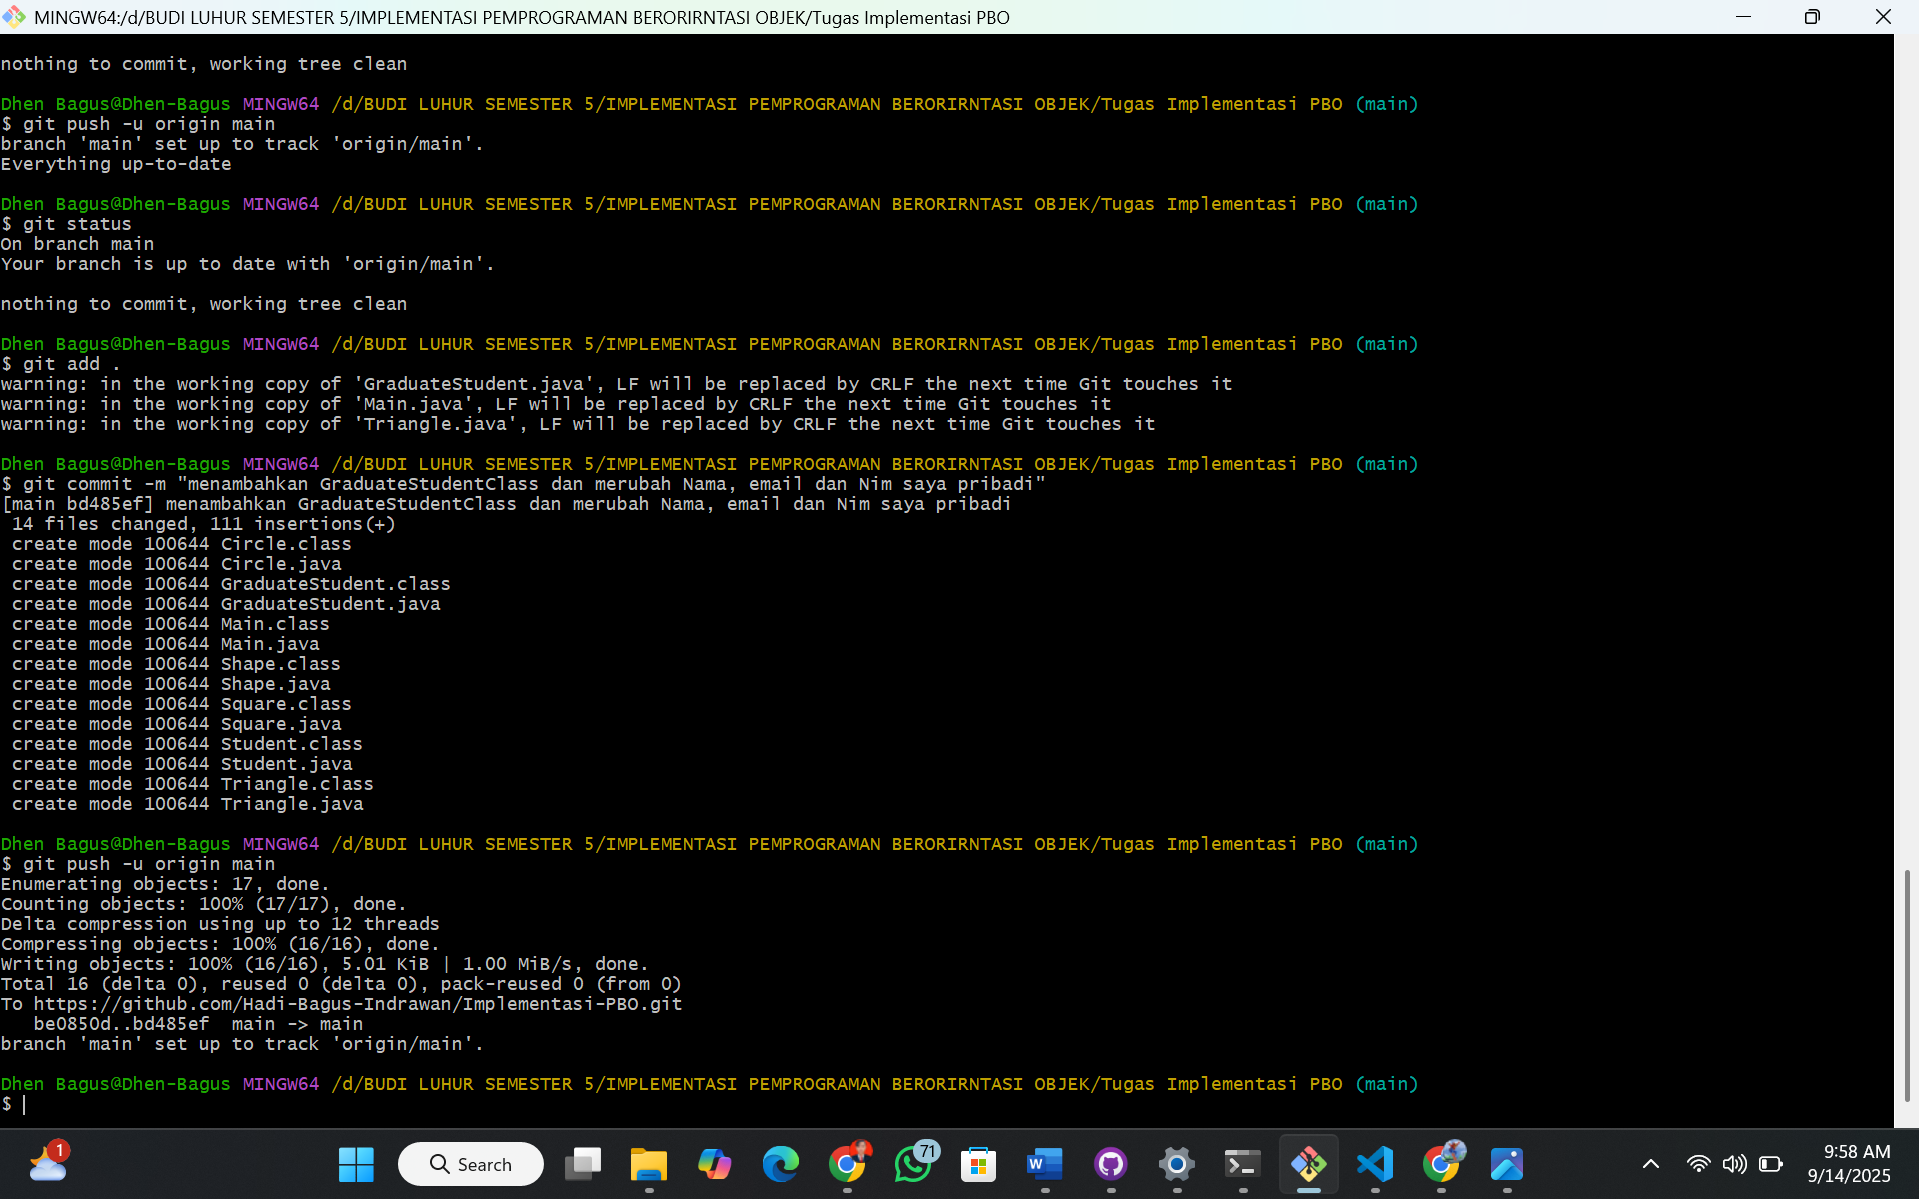 MINGW64:/d/BUDI LUHUR SEMESTER 5/IMPLEMENTASI PEMPROGRAMAN BERORIRNTASI OBJEK/Tugas Implementasi PBO
nothing to commit, working tree clean
Dhen Bagus@Dhen-Bagus MINGW64 /d/BUDI LUHUR SEMESTER 5/IMPLEMENTASI PEMPROGRAMAN BERORIRNTASI OBJEK/Tugas Implementasi PBO (main)
$ git push -u origin main
branch 'main' set up to track 'origin/main'.
Everything up-to-date
Dhen Bagus@Dhen-Bagus MINGW64 /d/BUDI LUHUR SEMESTER 5/IMPLEMENTASI PEMPROGRAMAN BERORIRNTASI OBJEK/Tugas Implementasi PBO (main)
$ git status
On branch main
Your branch is up to date with 'origin/main'.
nothing to commit, working tree clean
Dhen Bagus@Dhen-Bagus MINGW64 /d/BUDI LUHUR SEMESTER 5/IMPLEMENTASI PEMPROGRAMAN BERORIRNTASI OBJEK/Tugas Implementasi PBO (main)
$ git add .
warning: in the working copy of 'GraduateStudent.java', LF will be replaced by CRLF the next time Git touches it
warning: in the working copy of 'Main.java', LF will be replaced by CRLF the next time Git touches it
warning: in the working copy of 'Triangle.java', LF will be replaced by CRLF the next time Git touches it
Dhen Bagus@Dhen-Bagus MINGW64 /d/BUDI LUHUR SEMESTER 5/IMPLEMENTASI PEMPROGRAMAN BERORIRNTASI OBJEK/Tugas Implementasi PBO (main)
$ git commit -m "menambahkan GraduateStudentClass dan merubah Nama, email dan Nim saya pribadi"
[main bd485ef] menambahkan GraduateStudentClass dan merubah Nama, email dan Nim saya pribadi
14 files changed, 111 insertions(+)
create mode 100644 Circle.class
create mode 100644 Circle.java
create mode 100644 GraduateStudent.class
create mode 100644 GraduateStudent.java
create mode 100644 Main.class
create mode 100644 Main.java
create mode 100644 Shape.class
create mode 100644 Shape.java
create mode 100644 Square.class
create mode 100644 Square.java
create mode 100644 Student.class
create mode 100644 Student.java
create mode 100644 Triangle.class
create mode 100644 Triangle.java
Dhen Bagus@Dhen-Bagus MINGW64 /d/BUDI LUHUR SEMESTER 5/IMPLEMENTASI PEMPROGRAMAN BERORIRNTASI OBJEK/Tugas Implementasi PBO (main)
$ git push -u origin main
Enumerating objects: 17, done.
Counting objects: 100% (17/17), done.
Delta compression using up to 12 threads
Compressing objects: 100% (16/16), done.
Writing objects: 100% (16/16), 5.01 KiB | 1.00 MiB/s, done.
Total 16 (delta 0), reused 0 (delta 0), pack-reused 0 (from 0)
To https://github.com/Hadi-Bagus-Indrawan/Implementasi-PBO.git
be0850d..bd485ef  main -> main
branch 'main' set up to track 'origin/main'.
Dhen Bagus@Dhen-Bagus MINGW64 /d/BUDI LUHUR SEMESTER 5/IMPLEMENTASI PEMPROGRAMAN BERORIRNTASI OBJEK/Tugas Implementasi PBO (main)
$
1
Search
71
W
9:58 AM
9/14/2025